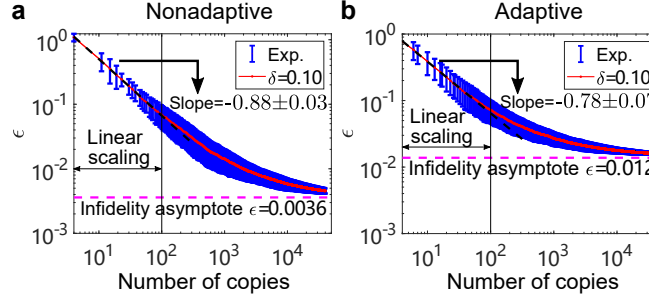 a Nonadaptive
10^0
10^-1
10^-2
10^-3
ϵ
Exp.
δ=0.10
Slope=-0.88±0.03
Linear
scaling
Infidelity asymptote ϵ=0.0036
10^1 10^2 10^3 10^4
Number of copies
b Adaptive
10^0
10^-1
10^-2
10^-3
ϵ
Exp.
δ=0.10
Slope=-0.78±0.07
Linear
scaling
Infidelity asymptote ϵ=0.012
10^1 10^2 10^3 10^4
Number of copies